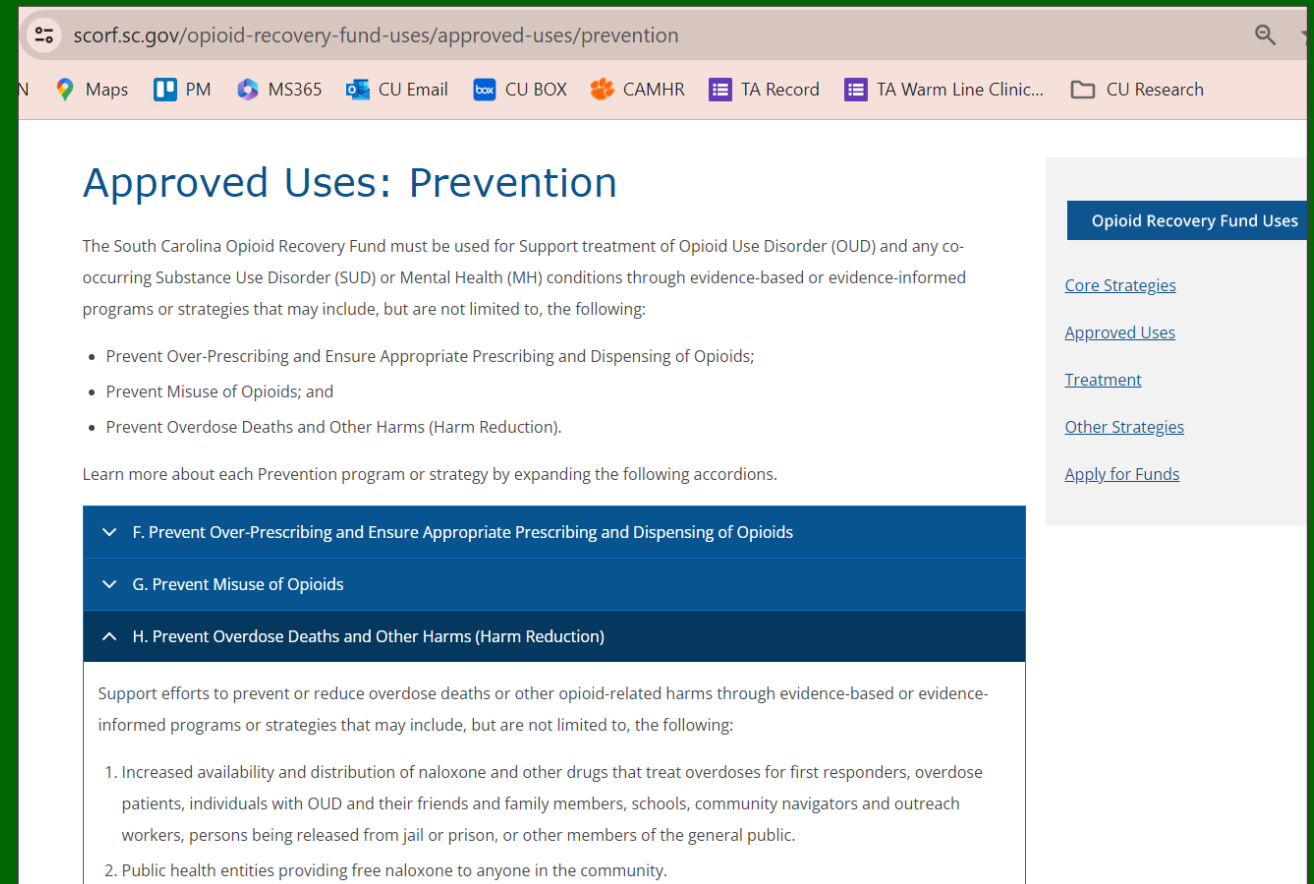 scorf.sc.gov/opioid-recovery-fund-uses/approved-uses/prevention
N Maps PM MS365 CU Email box CU BOX CAMHR TA Record TA Warm Line Clinic... CU Research
Approved Uses: Prevention
The South Carolina Opioid Recovery Fund must be used for Support treatment of Opioid Use Disorder (OUD) and any co-
occurring Substance Use Disorder (SUD) or Mental Health (MH) conditions through evidence-based or evidence-informed
programs or strategies that may include, but are not limited to, the following:
• Prevent Over-Prescribing and Ensure Appropriate Prescribing and Dispensing of Opioids;
• Prevent Misuse of Opioids; and
• Prevent Overdose Deaths and Other Harms (Harm Reduction).
Learn more about each Prevention program or strategy by expanding the following accordions.
F. Prevent Over-Prescribing and Ensure Appropriate Prescribing and Dispensing of Opioids
G. Prevent Misuse of Opioids
H. Prevent Overdose Deaths and Other Harms (Harm Reduction)
Support efforts to prevent or reduce overdose deaths or other opioid-related harms through evidence-based or evidence-
informed programs or strategies that may include, but are not limited to, the following:
1. Increased availability and distribution of naloxone and other drugs that treat overdoses for first responders, overdose
patients, individuals with OUD and their friends and family members, schools, community navigators and outreach
workers, persons being released from jail or prison, or other members of the general public.
2. Public health entities providing free naloxone to anyone in the community.
Opioid Recovery Fund Uses
Core Strategies
Approved Uses
Treatment
Other Strategies
Apply for Funds